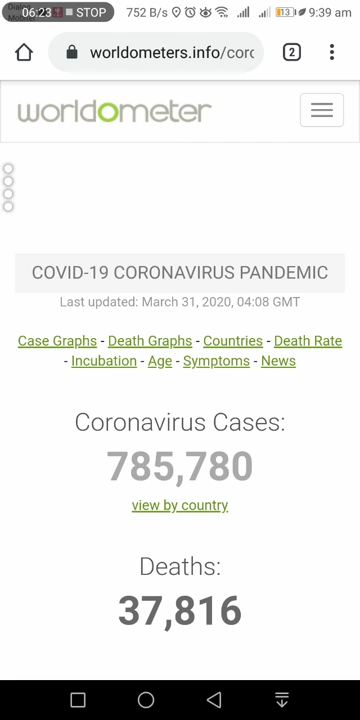 06:23 STOP 752 B/s 13 9:39 am
worldometers.info/corc 2
worldometer
COVID-19 CORONAVIRUS PANDEMIC
Last updated: March 31, 2020, 04:08 GMT
Case Graphs - Death Graphs - Countries - Death Rate
- Incubation - Age - Symptoms - News
Coronavirus Cases:
785,780
view by country
Deaths:
37,816